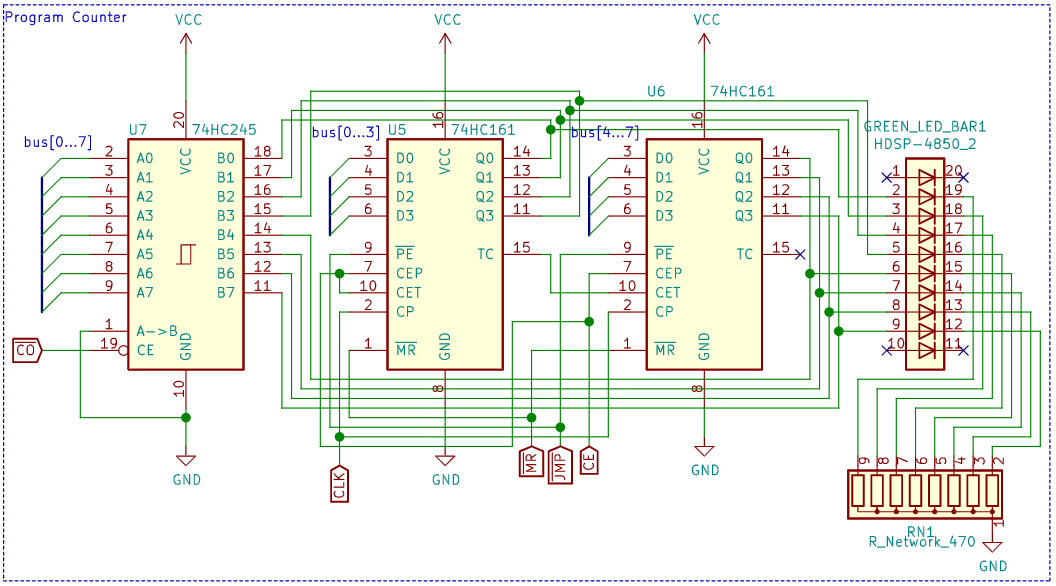 Program Counter
VCC
VCC
VCC
U6
74HC161
20
16
16
U7
74HC245
bus[0...3]
U5
74HC161
bus[4...7]
GREEN_LED_BAR1
HDSP-4850_2
bus[0...7]
VCC
VCC
VCC
2 A0 B0 18
3 D0 Q0 14
3 D0 Q0 14
3 A1 B1 17
4 D1 Q1 13
4 D1 Q1 13
1 20
4 A2 B2 16
5 D2 Q2 12
5 D2 Q2 12
2 19
5 A3 B3 15
6 D3 Q3 11
6 D3 Q3 11
3 18
6 A4 B4 14
4 17
7 A5 B5 13
9 PE TC 15
9 PE TC 15
5 16
8 A6 B6 12
7 CEP
7 CEP
6 15
9 A7 B7 11
10 CET
10 CET
7 14
2 CP
2 CP
8 13
1 A->B
9 12
CO
19 CE
1 MR
1 MR
10 11
GND
GND
GND
10
8
8
GND
GND
GND
CLK
MR
JMP
CE
9 8 7 6 5 4 3 2
1
RN1
R_Network_470
GND